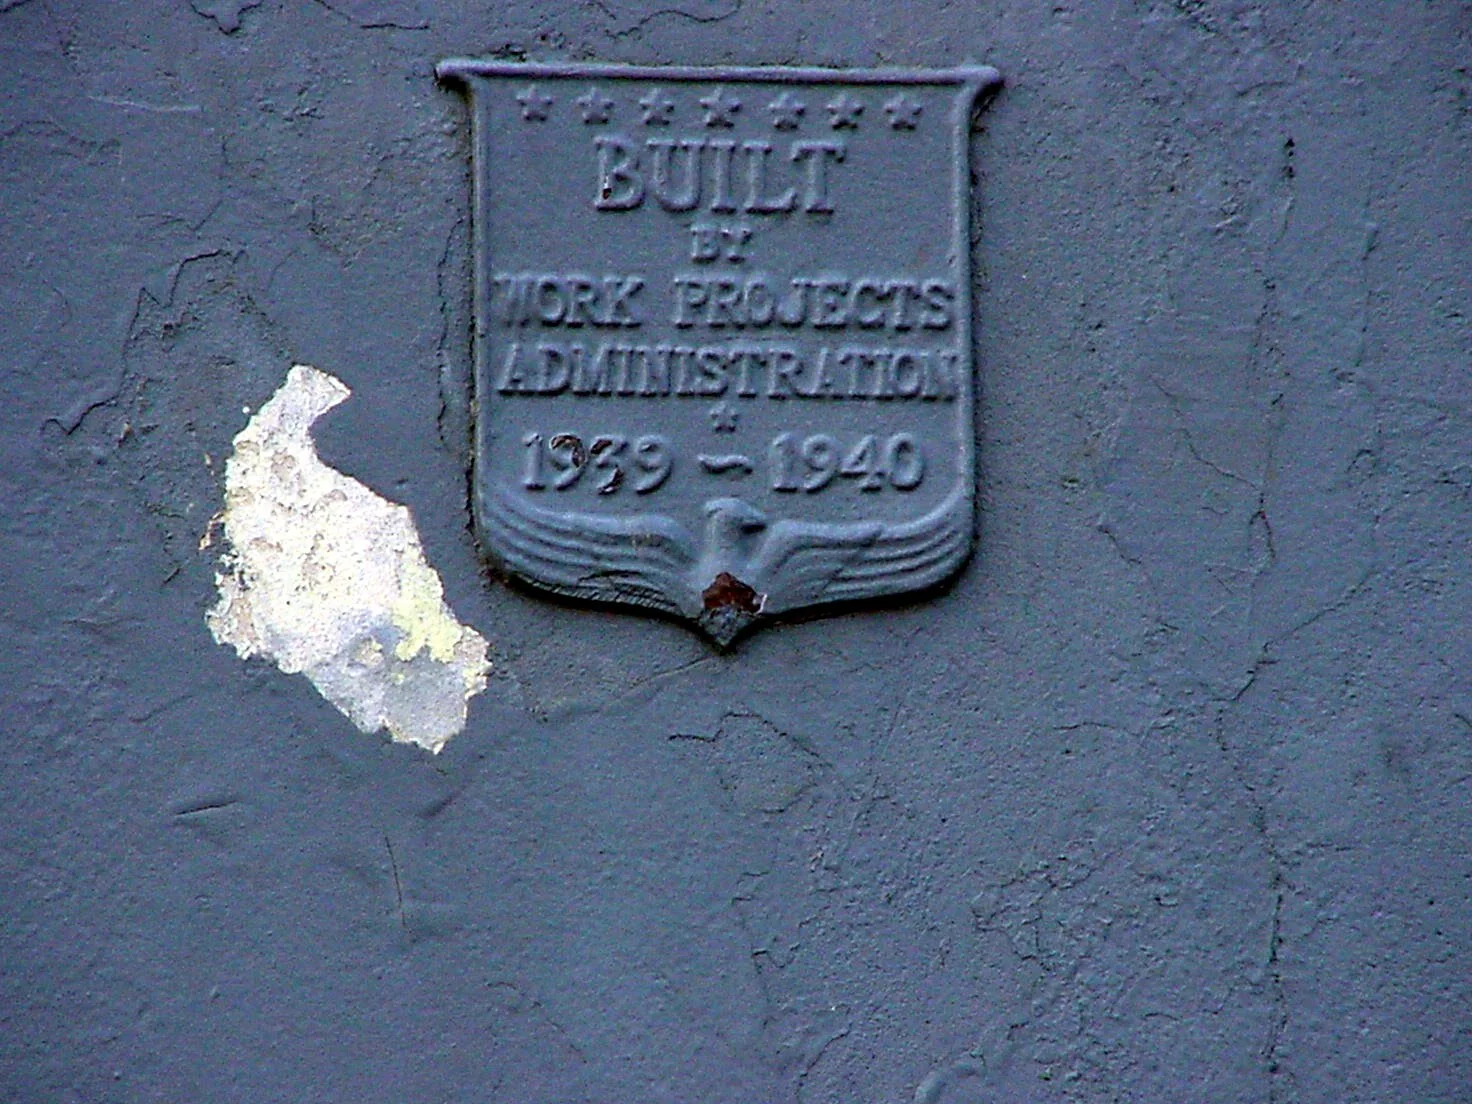 BUILT
BY
WORK PROJECTS
ADMINISTRATION
1939 ~ 1940